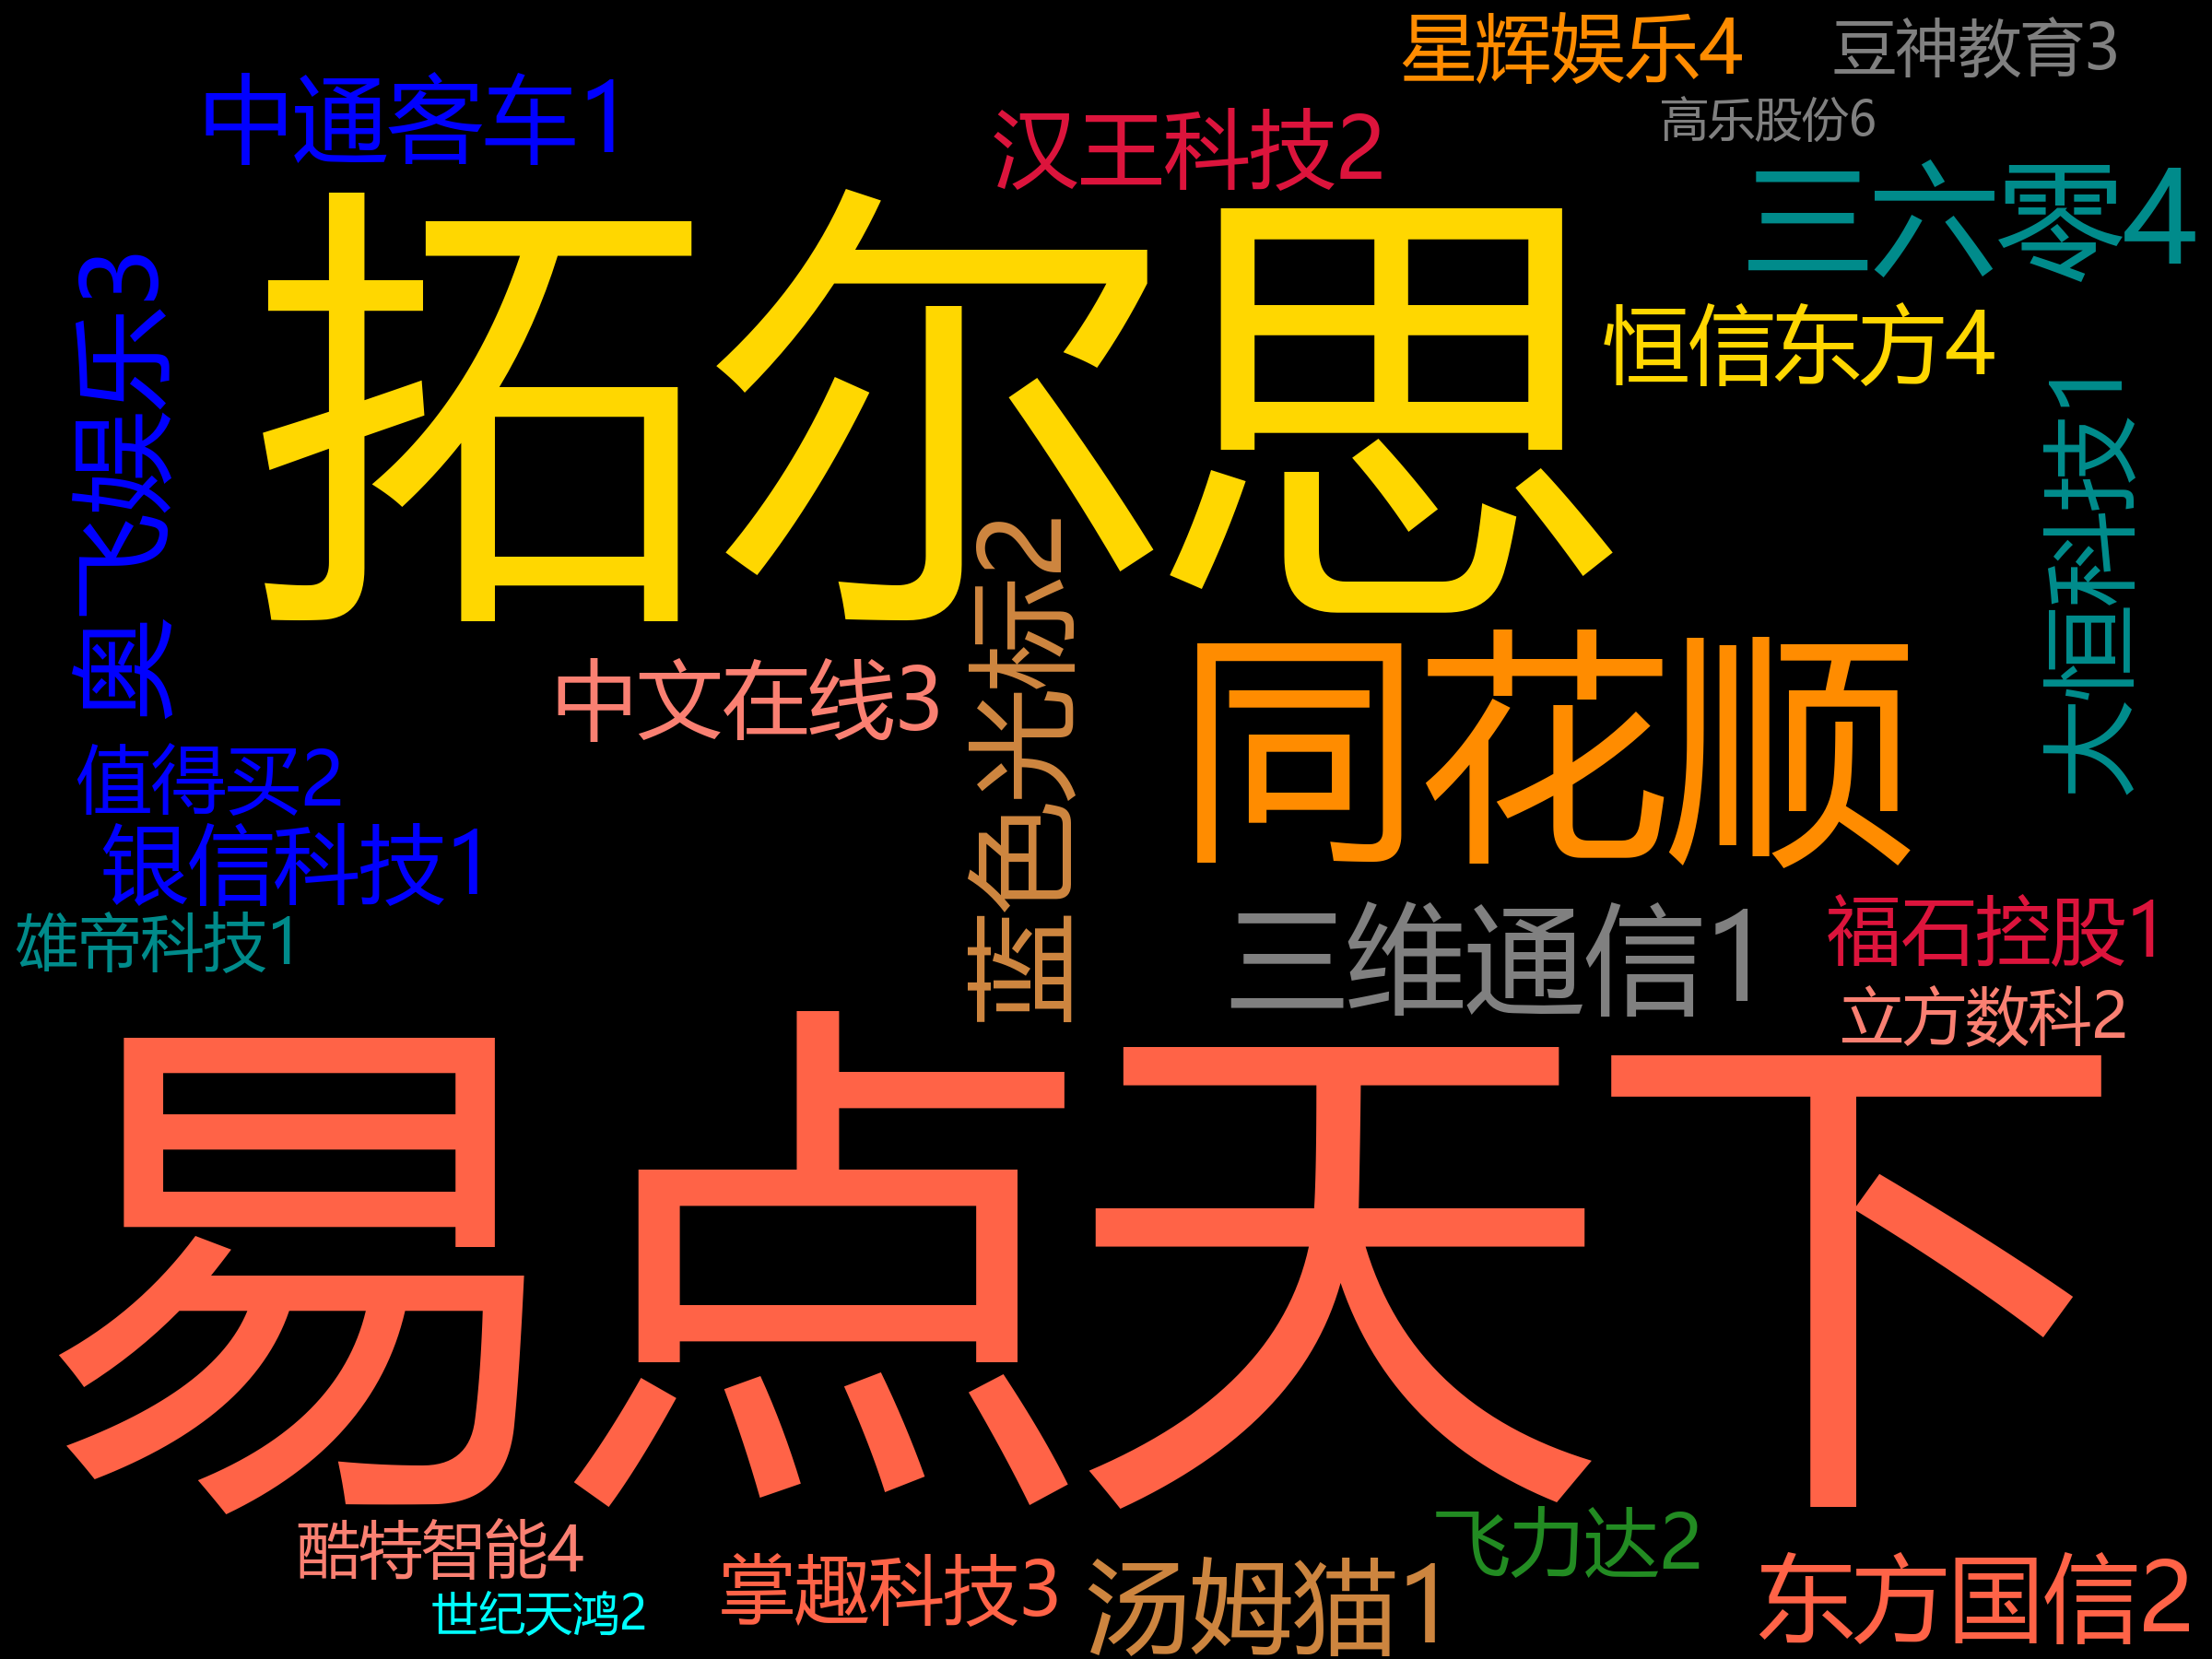 星辉娱乐4
豆神教育3
中通客车1
汉王科技2
高乐股份6
三六零4
拓尔思
恒信东方4
奥飞娱乐3
大恒科技1
蓝色光标2
中文在线3
同花顺
值得买2
银信科技1
三维通信1
福石控股1
维帝科技1
立方数科2
易点天下
酷特智能4
飞力达2
掌趣科技3
汤姆猫1
东方国信2
世纪天鸿2